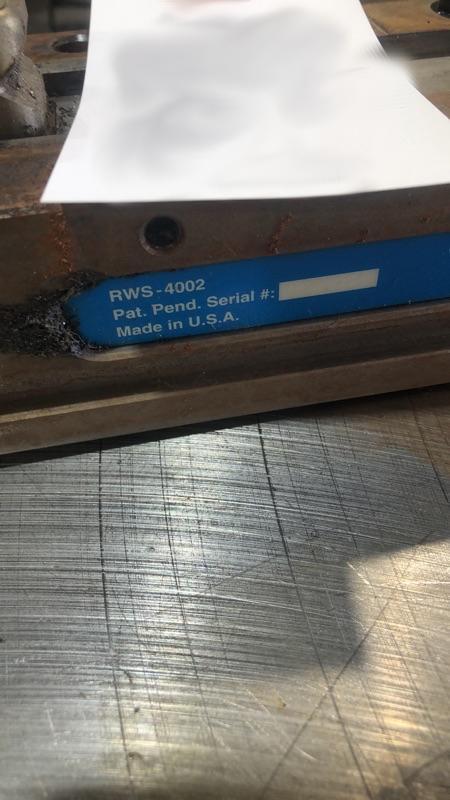 RWS-4002
Pat. Pend. Serial #:
Made in U.S.A.